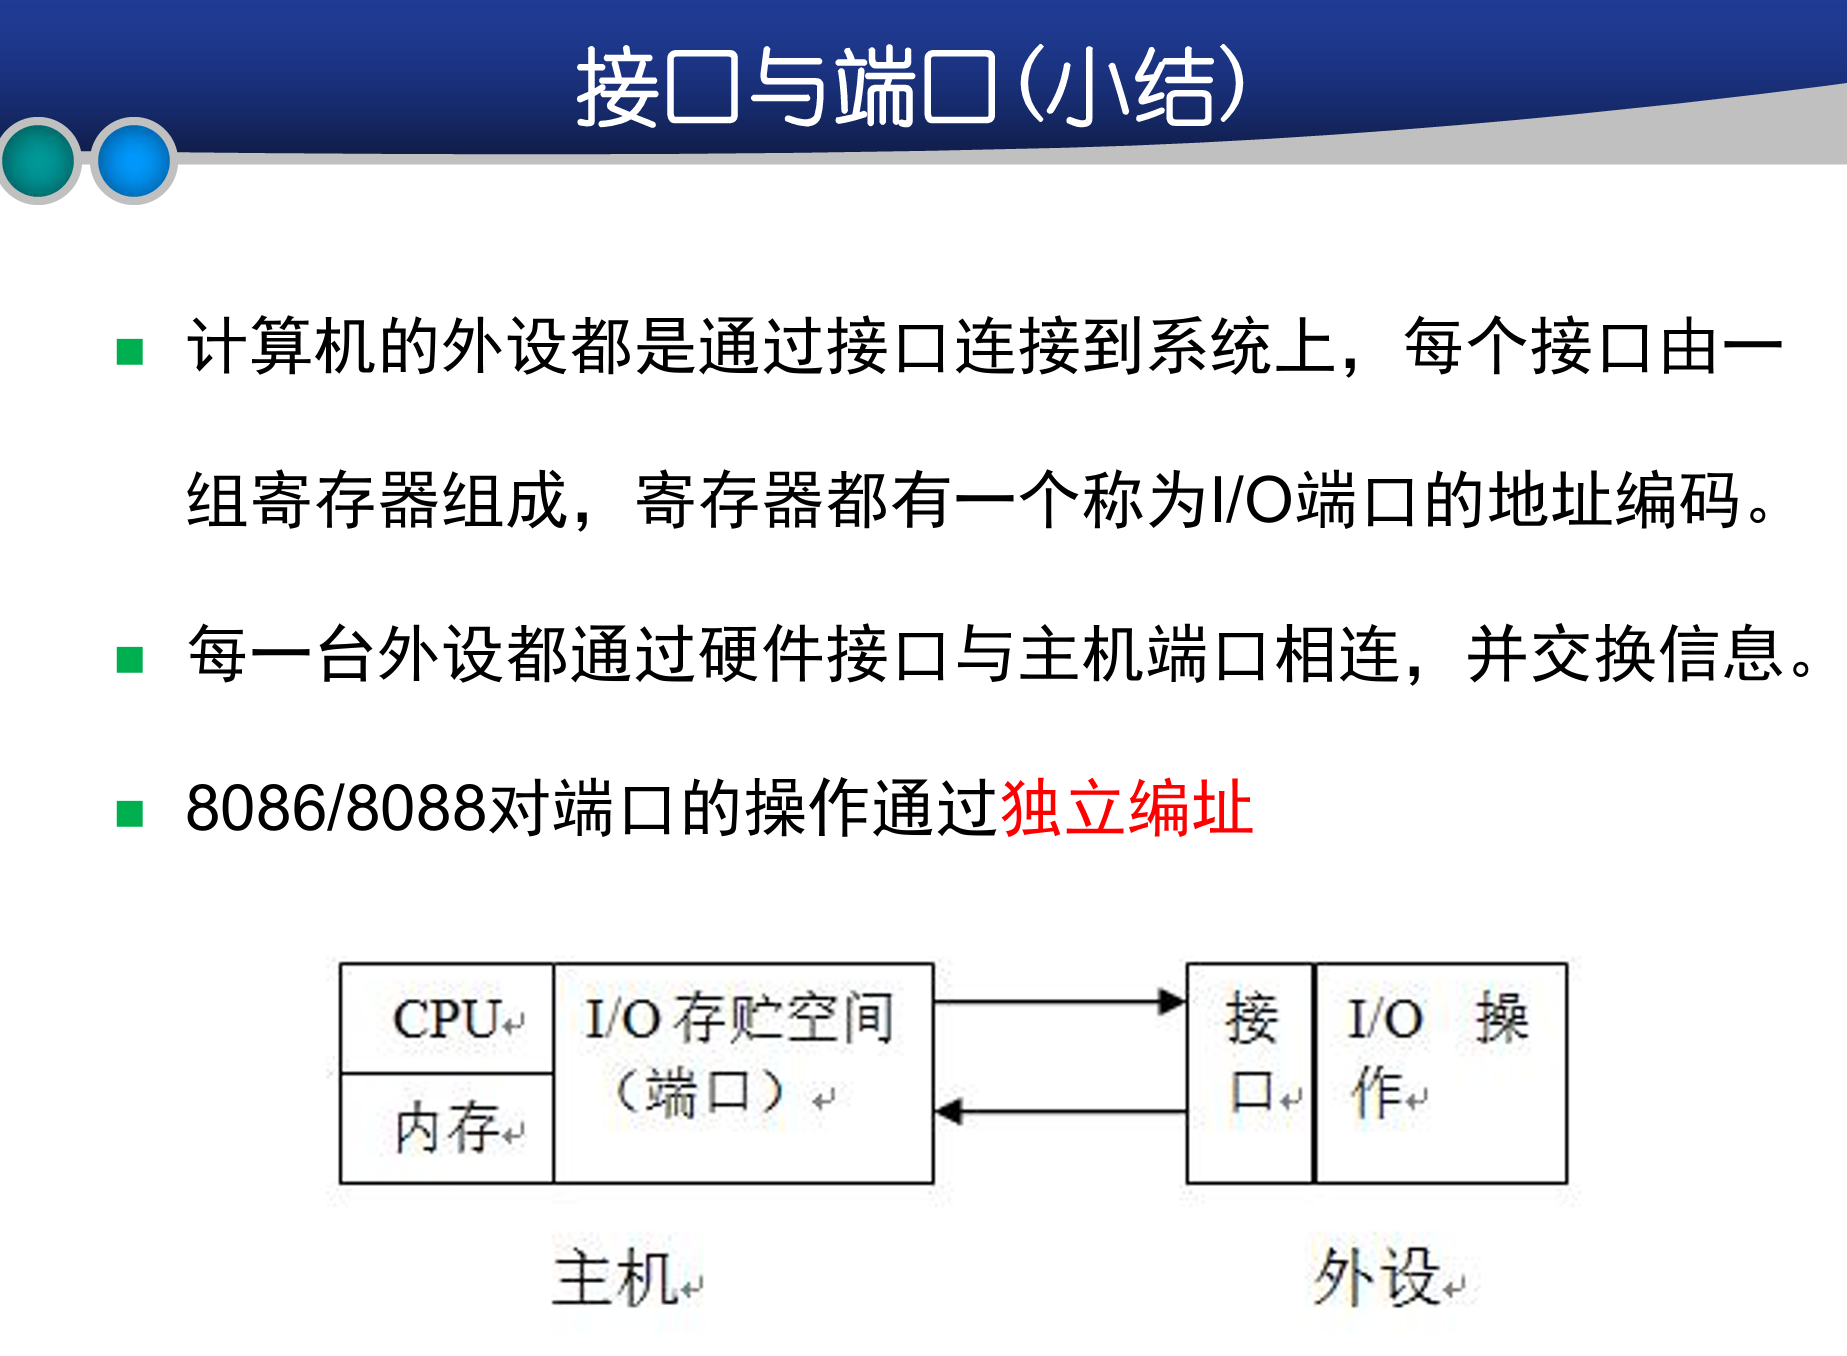 接口与端口(小结)
计算机的外设都是通过接口连接到系统上，每个接口由一
组寄存器组成，寄存器都有一个称为I/O端口的地址编码。
每一台外设都通过硬件接口与主机端口相连，并交换信息。
8086/8088对端口的操作通过独立编址
CPU↵
内存↵
I/O 存贮空间
（端口）↵
接
口↵
I/O 操
作↵
主机↵
外设↵